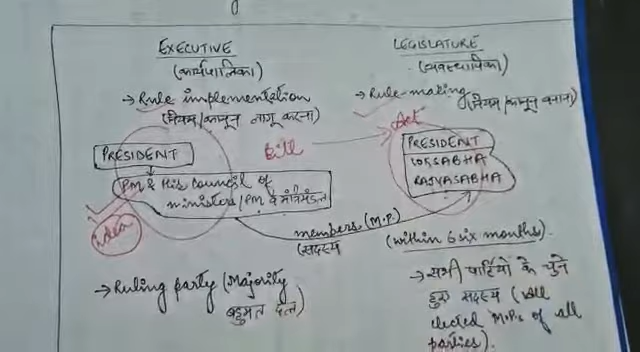 EXECUTIVE
(कार्यपालिका)
→ Rule implementation
(नियम/कानून लागू करना)
PRESIDENT
PM & His Council of
ministers/PM & मंत्रिमंडल
idea
Bill
→ Ruling party (Majority
बहुमत दल)
members (M.P.)
(सदस्य
LEGISLATURE
(व्यवस्थापिका)
→ Rule-making
(नियम/कानून बनाना)
Act
PRESIDENT
LOKSABHA
RAJYASABHA
(within 6 six months).
→ सभी पार्टियों के चुने
हुए सदस्य (all
elected M.P.s of all
parties).